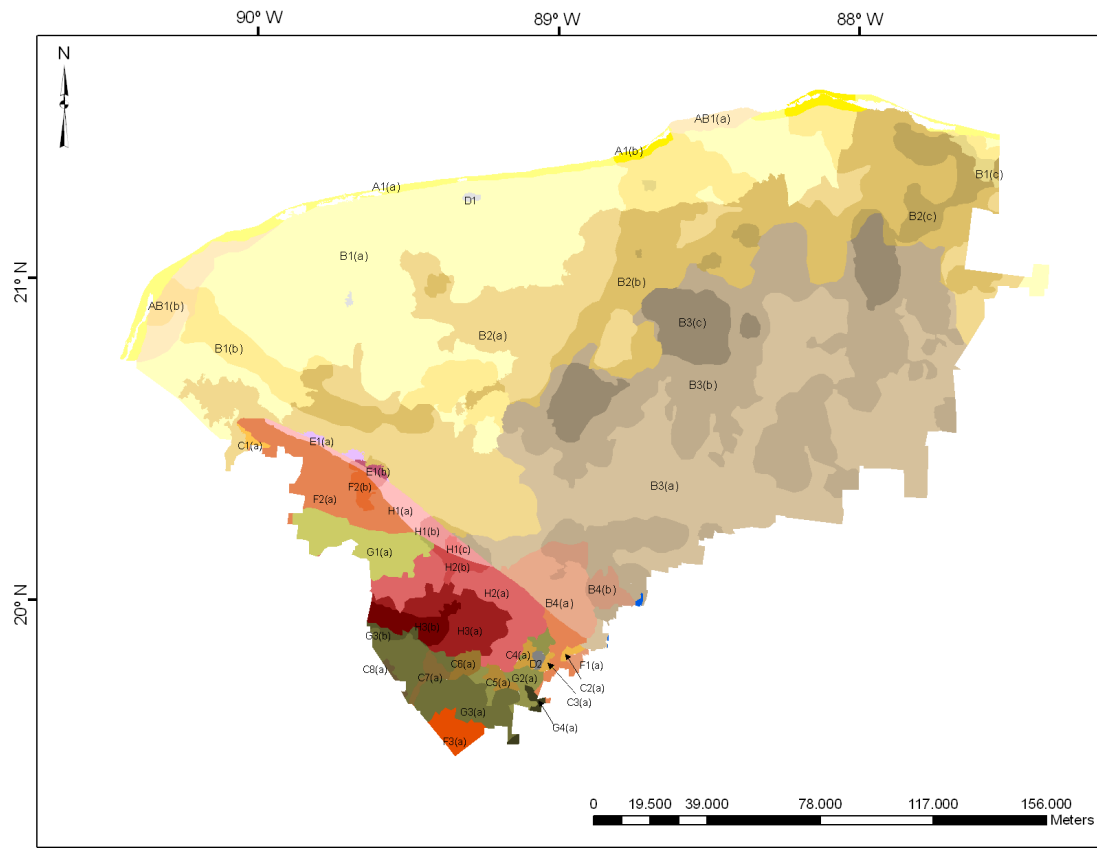 90° W 89° W 88° W
N
AB1(a)
A1(b)
B1(c)
A1(a)
D1
B2(c)
B1(a)
21° N
B2(b)
AB1(b)
B3(c)
B2(a)
B1(b)
B3(b)
E1(a)
C1(a)
E1(b)
F2(b)
B3(a)
F2(a)
H1(a)
H1(b)
H1(c)
G1(a)
H2(b)
B4(b)
H2(a)
20° N
B4(a)
H3(b)
H3(a)
G3(b)
C4(a)
C6(a)
D2
F1(a)
C8(a)
C7(a)
G2(a)
C5(a)
C2(a)
C3(a)
G3(a)
G4(a)
F3(a)
0 19.500 39.000 78.000 117.000 156.000
Meters